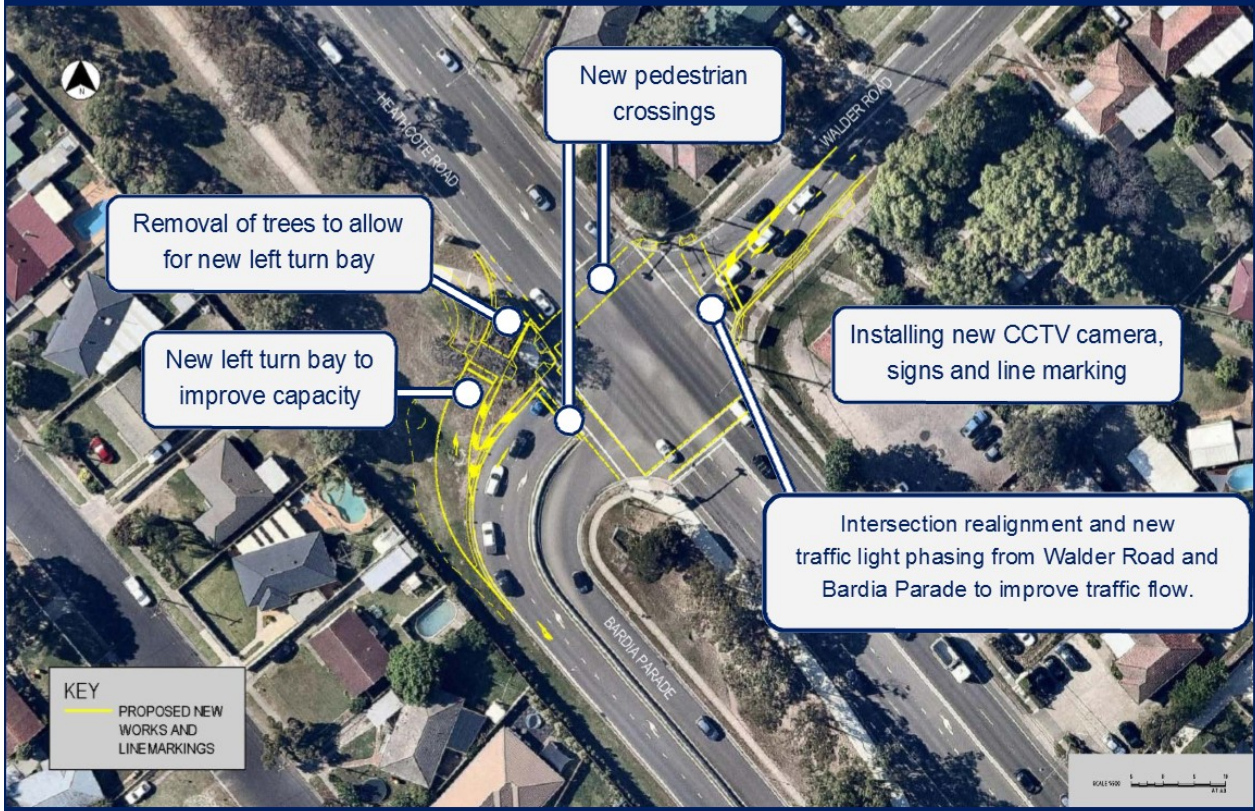 New pedestrian
crossings
HEATHCOTE ROAD
WALDER ROAD
N
Removal of trees to allow
for new left turn bay
New left turn bay to
improve capacity
Installing new CCTV camera,
signs and line marking
Intersection realignment and new
traffic light phasing from Walder Road and
Bardia Parade to improve traffic flow.
BARDIA PARADE
KEY
PROPOSED NEW
WORKS AND
LINEMARKINGS